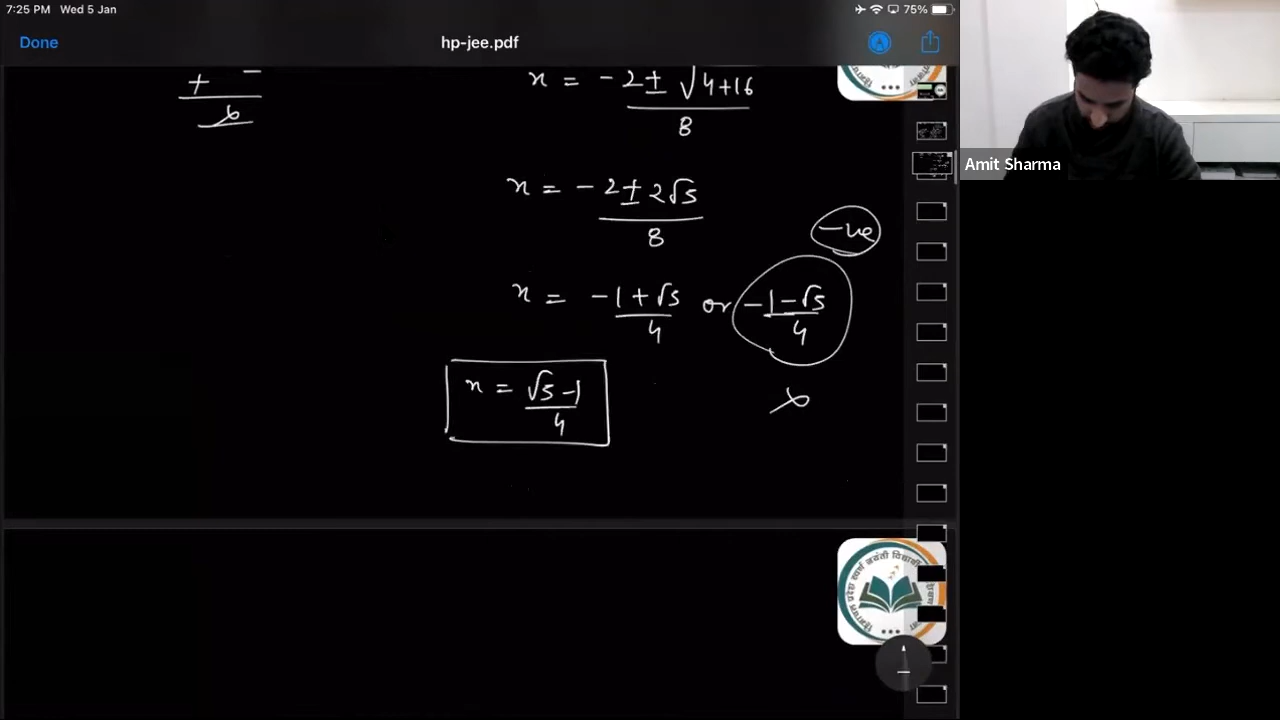 7:25 PM Wed 5 Jan
75%
Done
hp-jee.pdf
x = -2 ± √4+16
8
x = -2 ± 2√5
8
-ve
x = -1 + √5 or -1 - √5
4 4
x = √5 - 1
4
Amit Sharma